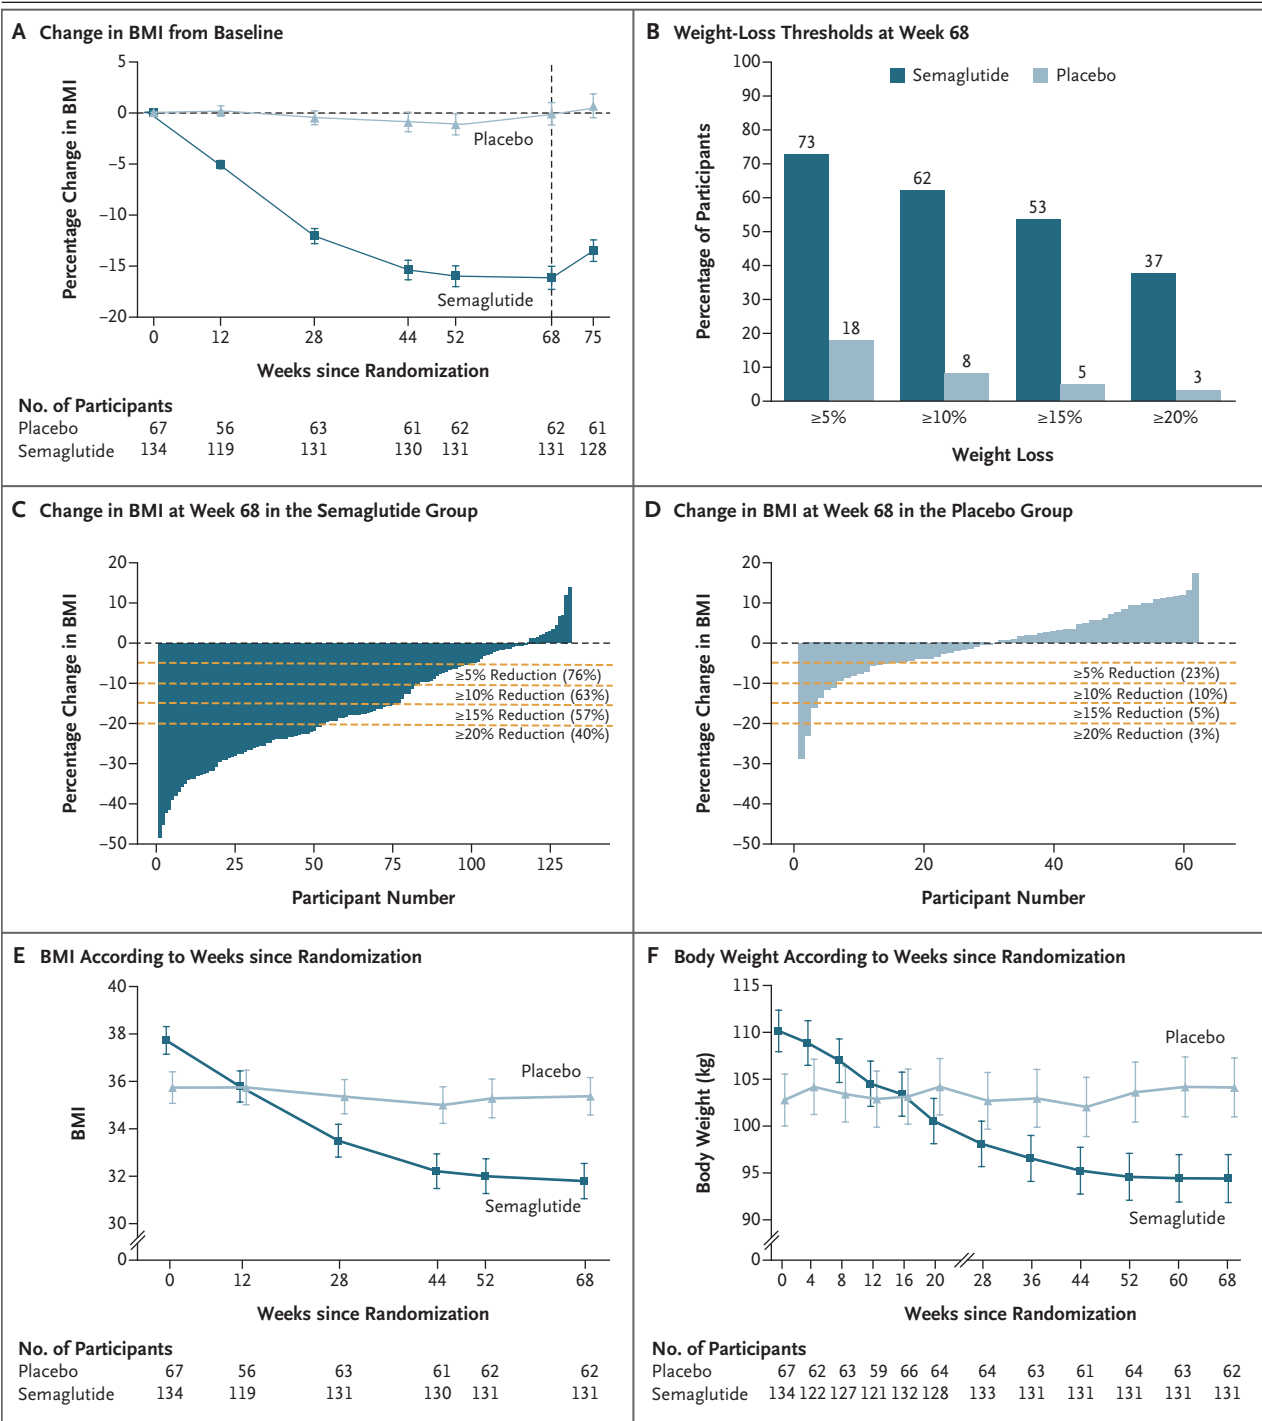 A Change in BMI from Baseline
Percentage Change in BMI
5
0
−5
−10
−15
−20
Placebo
Semaglutide
0 12 28 44 52 68 75
Weeks since Randomization
No. of Participants
Placebo 67 56 63 61 62 62 61
Semaglutide 134 119 131 130 131 131 128
B Weight-Loss Thresholds at Week 68
Percentage of Participants
100
90
80
70
60
50
40
30
20
10
0
Semaglutide Placebo
73
18
62
8
53
5
37
3
≥5% ≥10% ≥15% ≥20%
Weight Loss
C Change in BMI at Week 68 in the Semaglutide Group
Percentage Change in BMI
20
10
0
−10
−20
−30
−40
−50
≥5% Reduction (76%)
≥10% Reduction (63%)
≥15% Reduction (57%)
≥20% Reduction (40%)
0 25 50 75 100 125
Participant Number
D Change in BMI at Week 68 in the Placebo Group
Percentage Change in BMI
20
10
0
−10
−20
−30
−40
−50
≥5% Reduction (23%)
≥10% Reduction (10%)
≥15% Reduction (5%)
≥20% Reduction (3%)
0 20 40 60
Participant Number
E BMI According to Weeks since Randomization
BMI
40
38
36
34
32
30
0
Placebo
Semaglutide
0 12 28 44 52 68
Weeks since Randomization
No. of Participants
Placebo 67 56 63 61 62 62
Semaglutide 134 119 131 130 131 131
F Body Weight According to Weeks since Randomization
Body Weight (kg)
115
110
105
100
95
90
0
Placebo
Semaglutide
0 4 8 12 16 20 28 36 44 52 60 68
Weeks since Randomization
No. of Participants
Placebo 67 62 63 59 66 64 64 63 61 64 63 62
Semaglutide 134 122 127 121 132 128 133 131 131 131 131 131